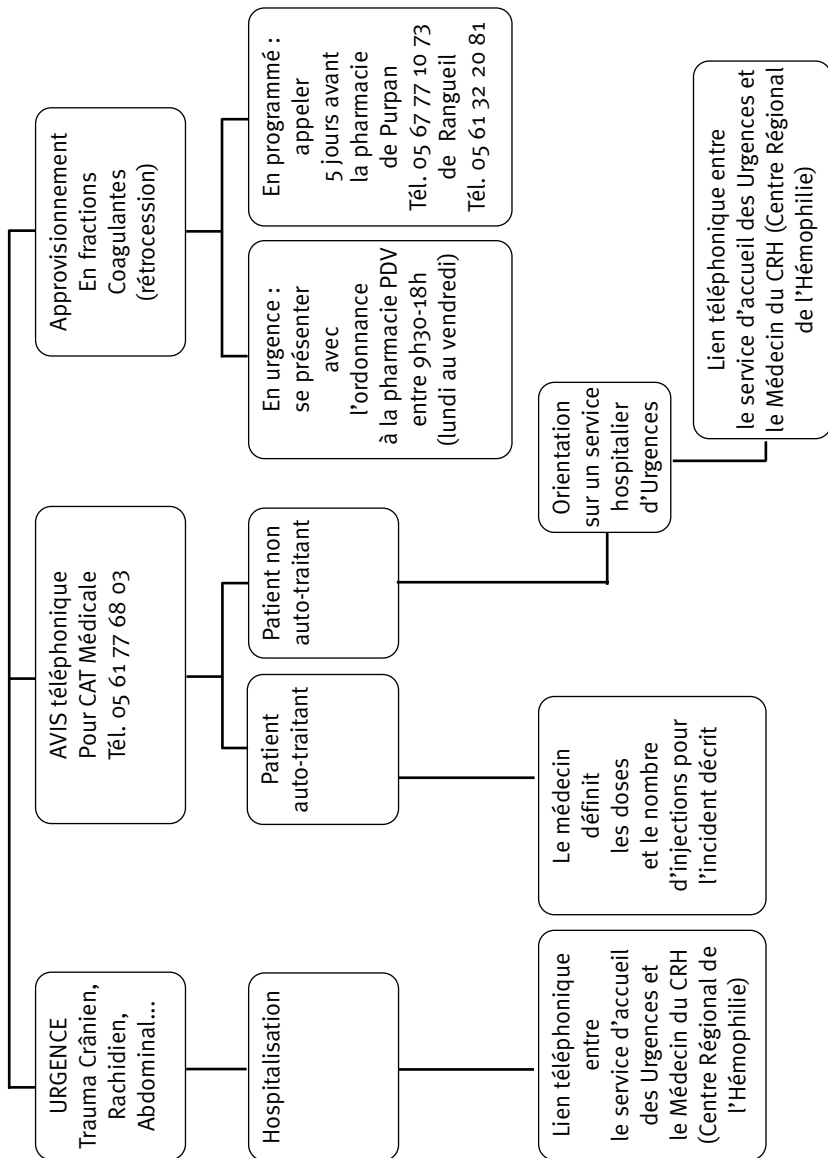 URGENCE
Trauma Crânien,
Rachidien,
Abdominal...
Hospitalisation
Lien téléphonique
entre
le service d'accueil
des Urgences et
le Médecin du CRH
(Centre Régional de
l'Hémophilie)
AVIS téléphonique
Pour CAT Médicale
Tél. 05 61 77 68 03
Patient
auto-traitant
Le médecin
définit
les doses
et le nombre
d'injections pour
l'incident décrit
Patient non
auto-traitant
Orientation
sur un service
hospitalier
d'Urgences
Lien téléphonique entre
le service d'accueil des Urgences et
le Médecin du CRH (Centre Régional
de l'Hémophilie)
Approvisionnement
En fractions
Coagulantes
(rétrocession)
En urgence :
se présenter
avec
l'ordonnance
à la pharmacie PDV
entre 9h30-18h
(lundi au vendredi)
En programmé :
appeler
5 jours avant
la pharmacie
de Purpan
Tél. 05 67 77 10 73
de Rangueil
Tél. 05 61 32 20 81